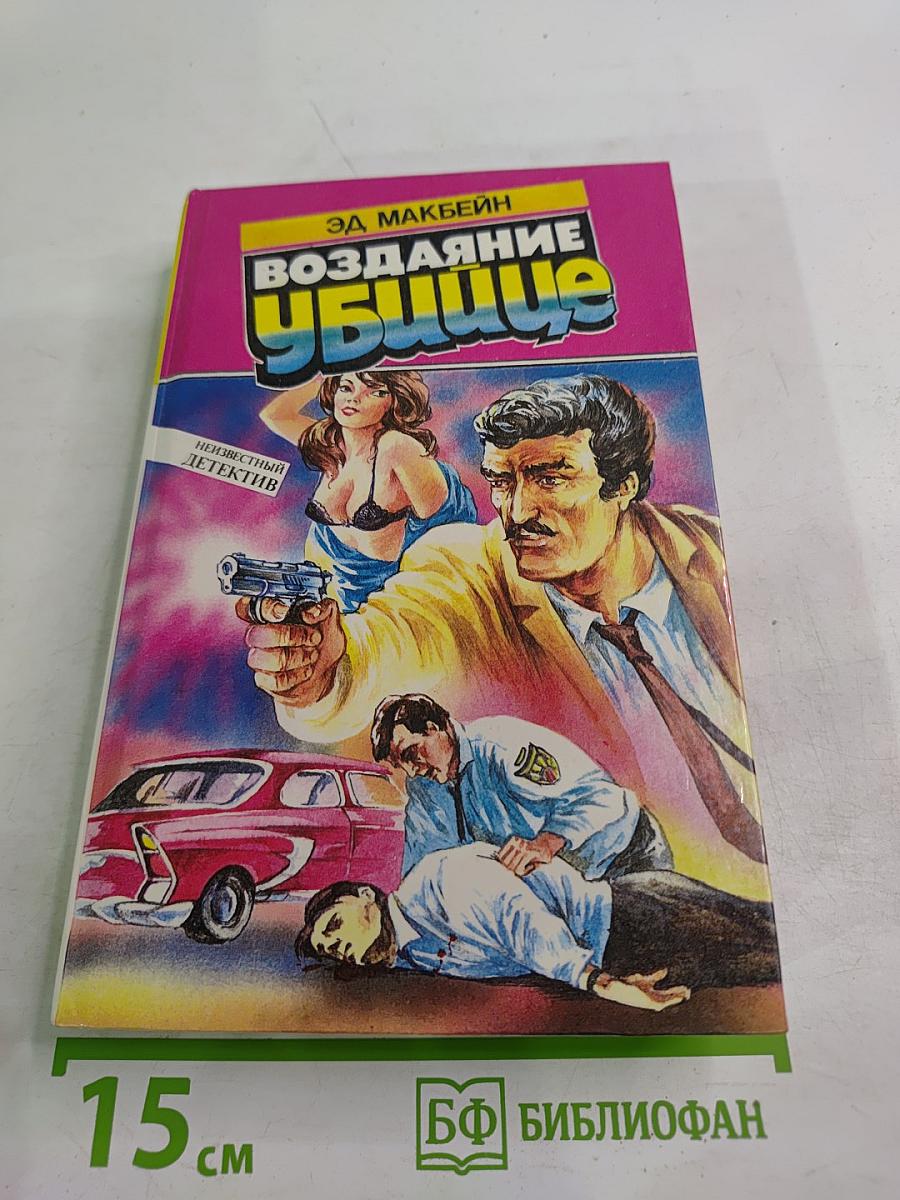 ЭД МАКБЕЙН
ВОЗДАЯНИЕ
УБИЙЦЕ
НЕИЗВЕСТНЫЙ
ДЕТЕКТИВ
15 см
БФ БИБЛИОФАН